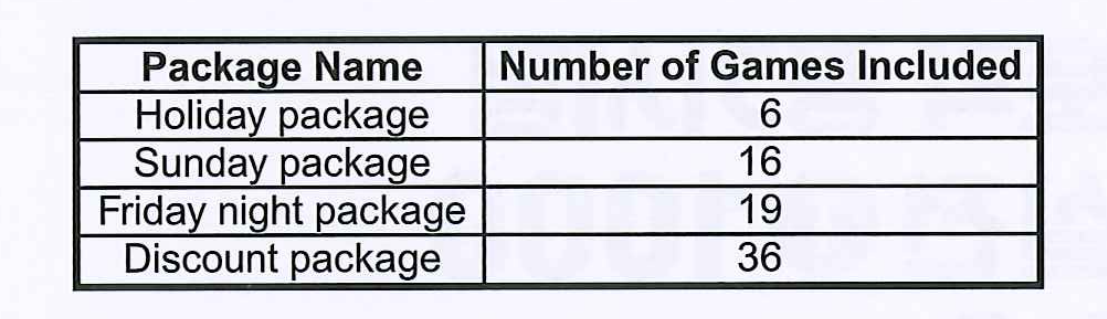 Package Name Number of Games Included
Holiday package 6
Sunday package 16
Friday night package 19
Discount package 36